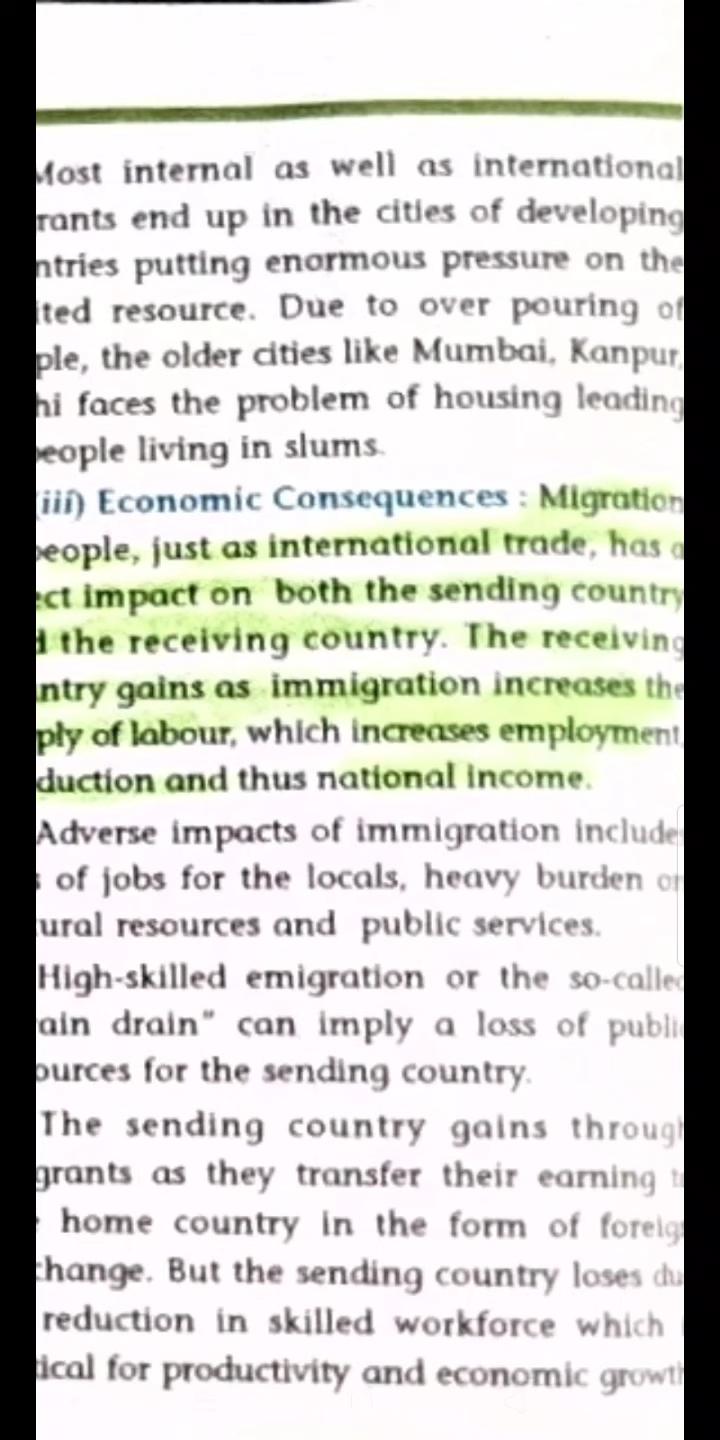 Most internal as well as international
rants end up in the cities of developing
ntries putting enormous pressure on the
ited resource. Due to over pouring of
ple, the older cities like Mumbai, Kanpur,
hi faces the problem of housing leading
eople living in slums.
(iii) Economic Consequences : Migration
people, just as international trade, has a
ect impact on both the sending country
d the receiving country. The receiving
ntry gains as immigration increases the
ply of labour, which increases employment,
duction and thus national income.
Adverse impacts of immigration includes
s of jobs for the locals, heavy burden on
ural resources and public services.
High-skilled emigration or the so-called
ain drain" can imply a loss of publi
ources for the sending country.
The sending country gains through
grants as they transfer their earning t
home country in the form of foreig
change. But the sending country loses du
reduction in skilled workforce which
ical for productivity and economic growth